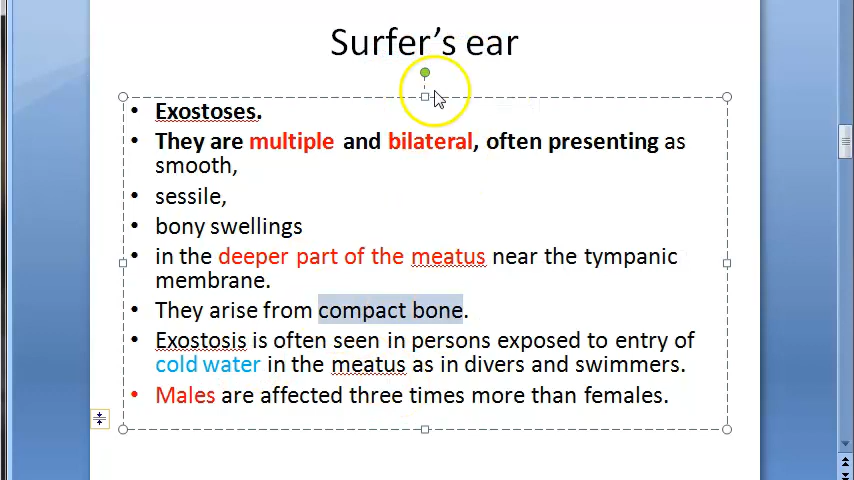 Surfer's ear
• Exostoses.
• They are multiple and bilateral, often presenting as
smooth,
• sessile,
• bony swellings
• in the deeper part of the meatus near the tympanic
membrane.
• They arise from compact bone.
• Exostosis is often seen in persons exposed to entry of
cold water in the meatus as in divers and swimmers.
• Males are affected three times more than females.